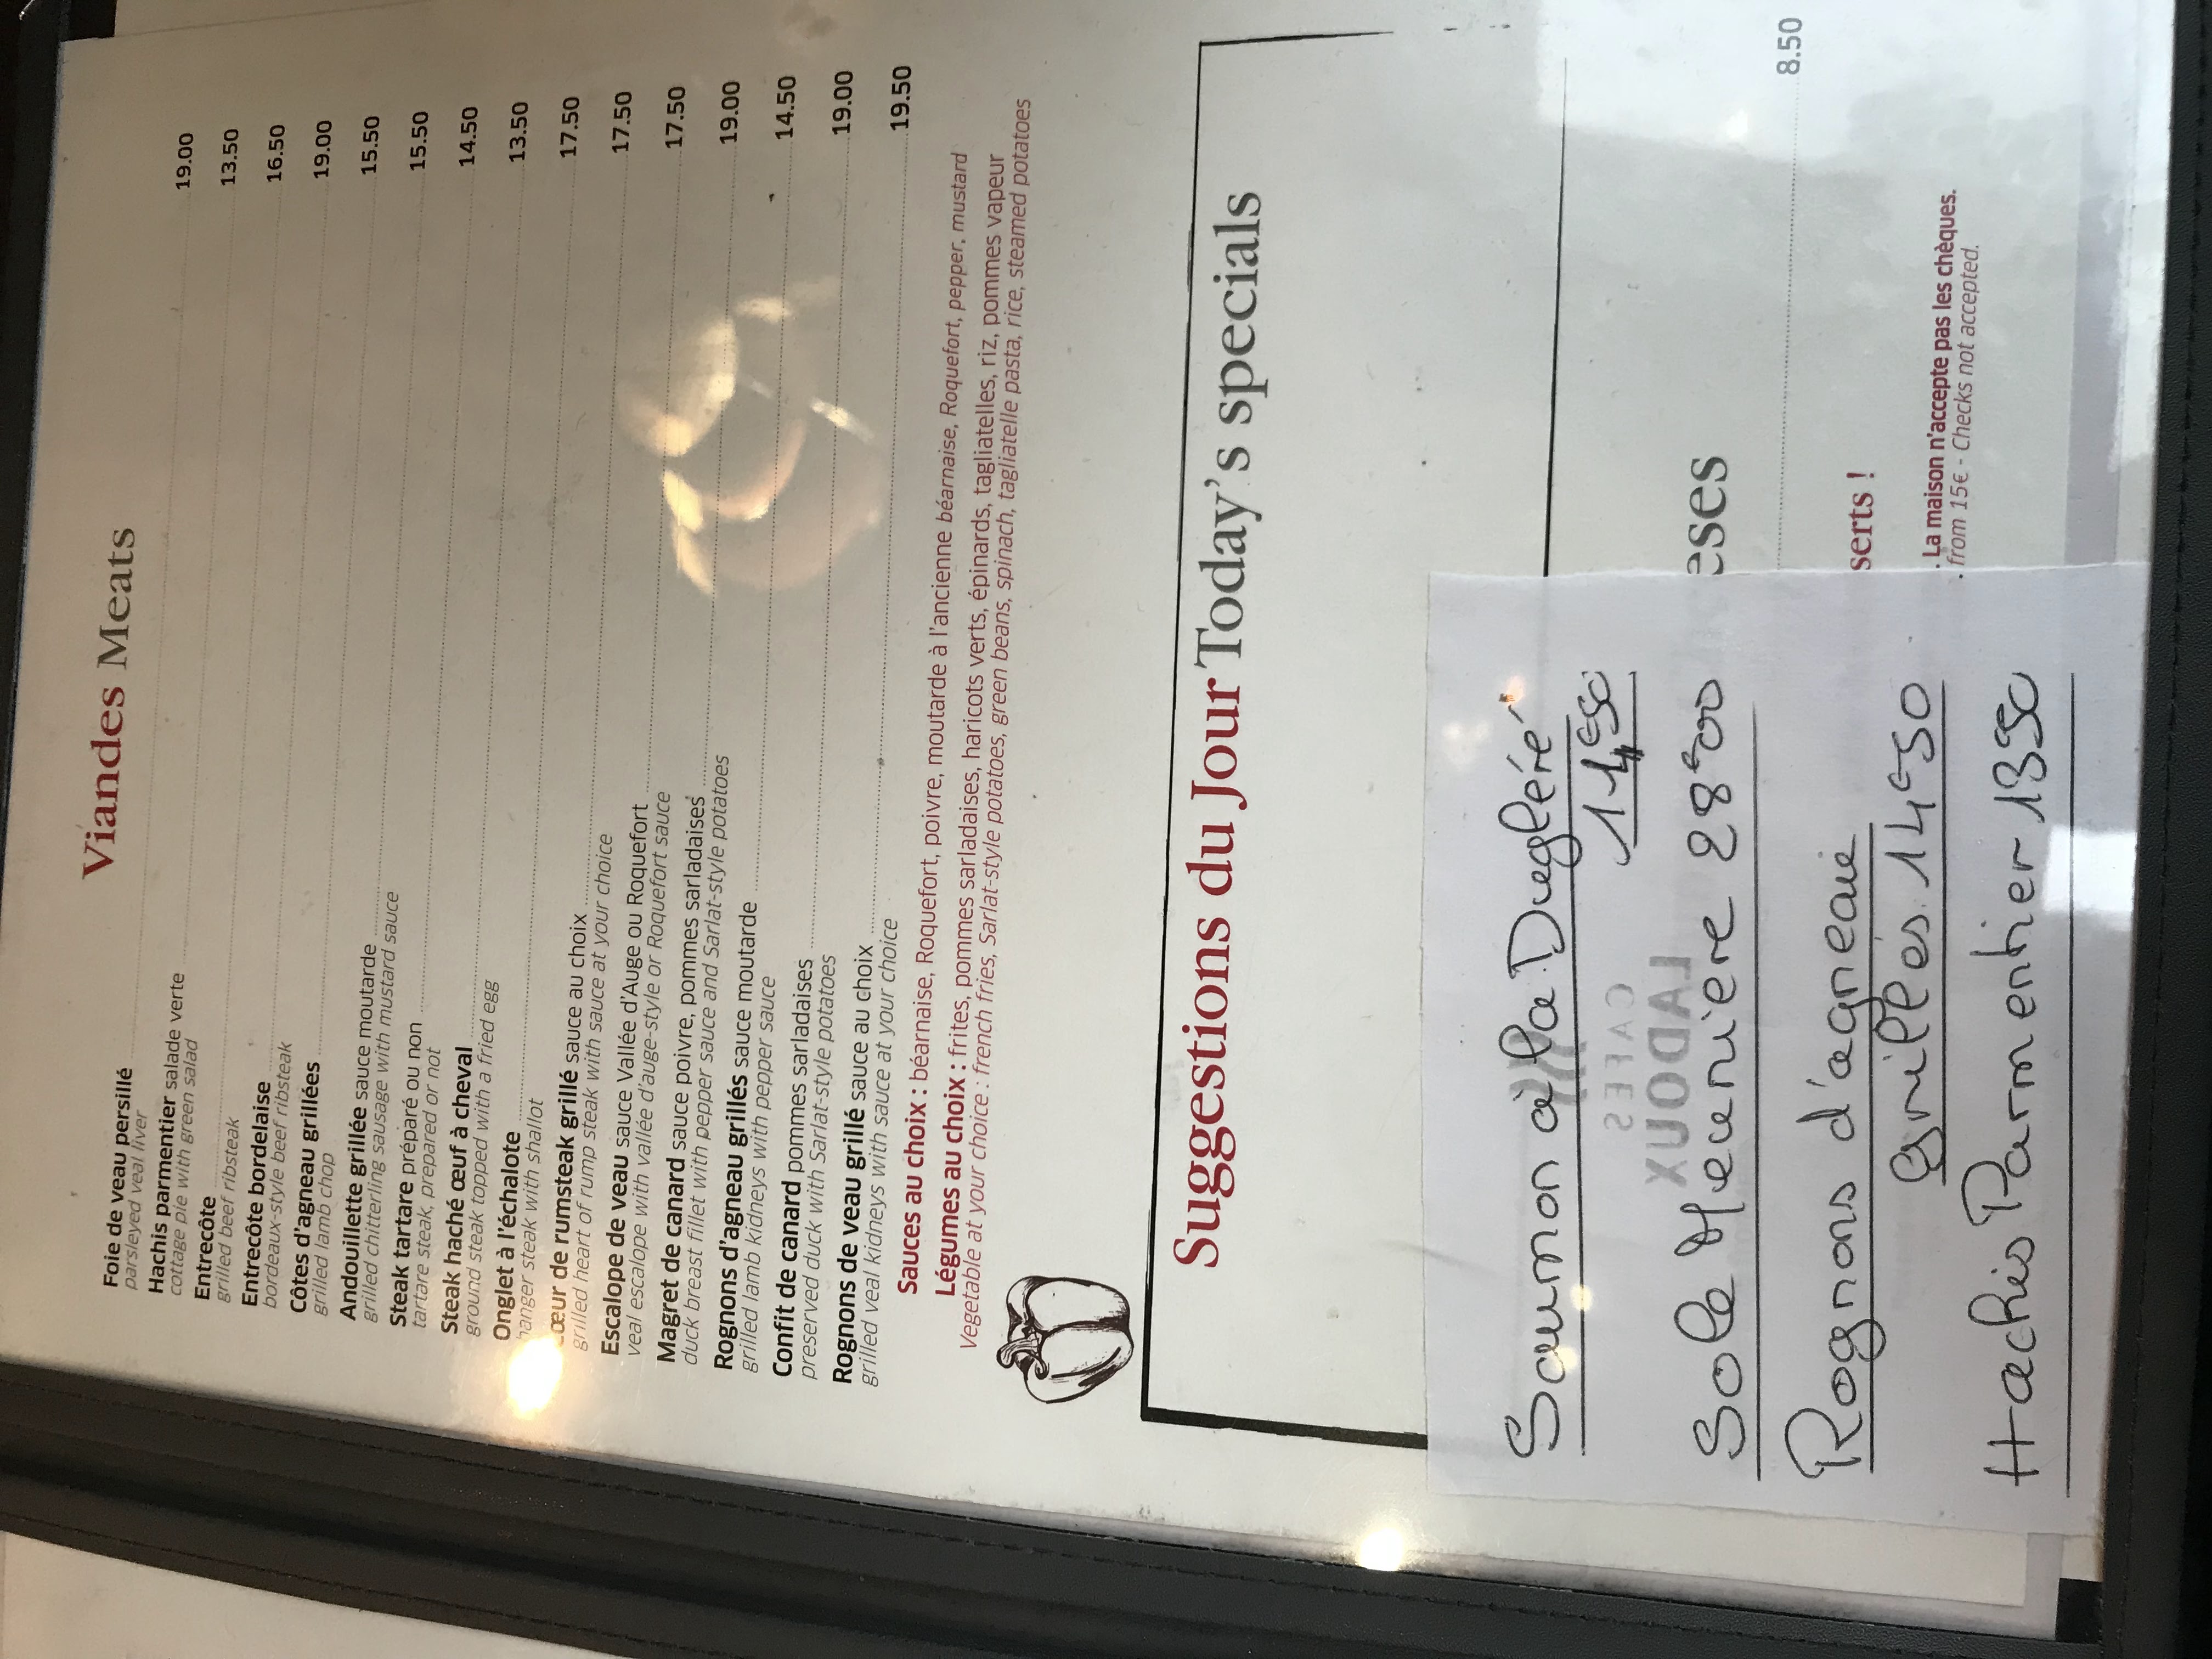 Viandes Meats
Foie de veau persillé 19.00
parsleyed veal liver
Hachis parmentier salade verte 13.50
cottage pie with green salad
Entrecôte 16.50
grilled beef ribsteak
Entrecôte bordelaise 19.00
bordeaux-style beef ribsteak
Côtes d'agneau grillées 15.50
grilled lamb chop
Andouillette grillée sauce moutarde 15.50
grilled chitterling sausage with mustard sauce
Steak tartare préparé ou non 14.50
tartare steak, prepared or not
Steak haché œuf à cheval 13.50
ground steak topped with a fried egg
Onglet à l'échalote 17.50
hanger steak with shallot
œur de rumsteak grillé sauce au choix 17.50
grilled heart of rump steak with sauce at your choice
Escalope de veau sauce Vallée d'Auge ou Roquefort 17.50
veal escalope with vallée d'auge-style or Roquefort sauce
Magret de canard sauce poivre, pommes sarladaises 19.00
duck breast fillet with pepper sauce and Sarlat-style potatoes
Rognons d'agneau grillés sauce moutarde 14.50
grilled lamb kidneys with pepper sauce
Confit de canard pommes sarladaises 19.00
preserved duck with Sarlat-style potatoes
Rognons de veau grillé sauce au choix 19.50
grilled veal kidneys with sauce at your choice
Sauces au choix : béarnaise, Roquefort, poivre, moutarde à l'ancienne béarnaise, Roquefort, pepper, mustard
Légumes au choix : frites, pommes sarladaises, haricots verts, épinards, tagliatelles, riz, pommes vapeur
Vegetable at your choice : french fries, Sarlat-style potatoes, green beans, spinach, tagliatelle pasta, rice, steamed potatoes
Suggestions du Jour Today's specials
Saumon à la Dugléré
14€50
CAFES
LADOUX
Sole Meunière 28€00
Rognons d'agneau
grillés 14€50
Hachis Parmentier 13€50
eses
8.50
serts !
. La maison n'accepte pas les chèques.
. from 15€ - Checks not accepted.